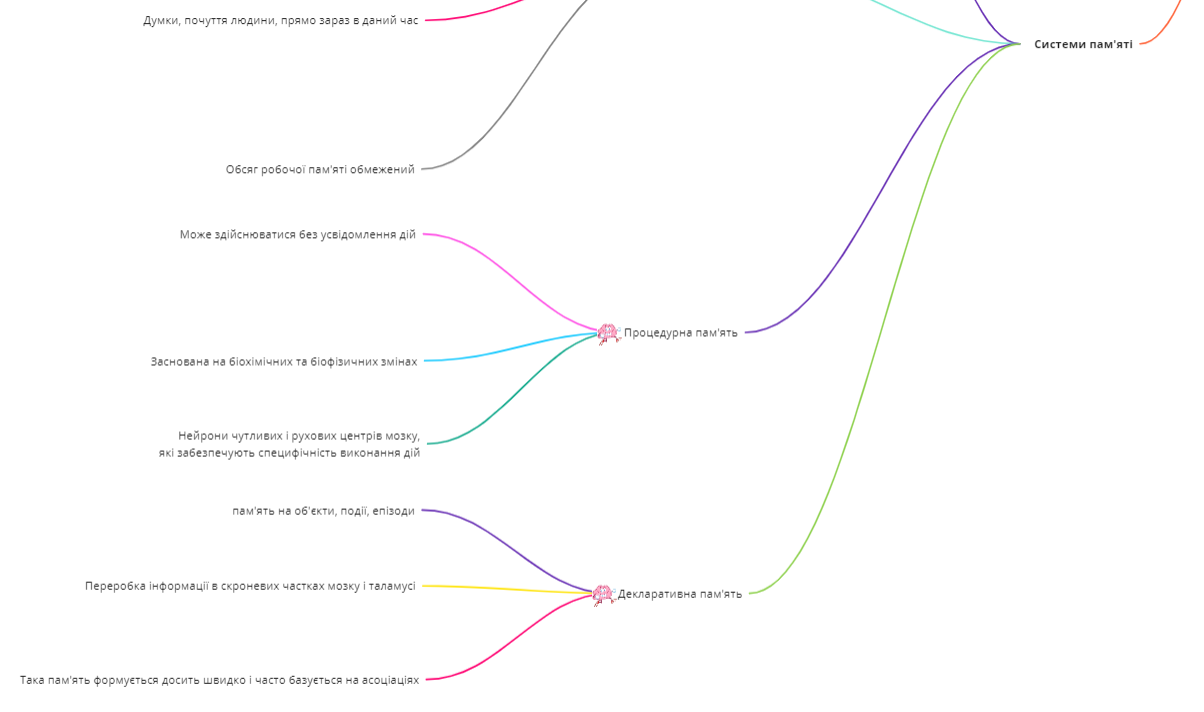 Думки, почуття людини, прямо зараз в даний час
Системи пам'яті
Обсяг робочої пам'яті обмежений
Може здійснюватися без усвідомлення дій
Процедурна пам'ять
Заснована на біохімічних та біофізичних змінах
Нейрони чутливих і рухових центрів мозку,
які забезпечують специфічність виконання дій
пам'ять на об'єкти, події, епізоди
Переробка інформації в скроневих частках мозку і таламусі
Декларативна пам'ять
Така пам'ять формується досить швидко і часто базується на асоціаціях